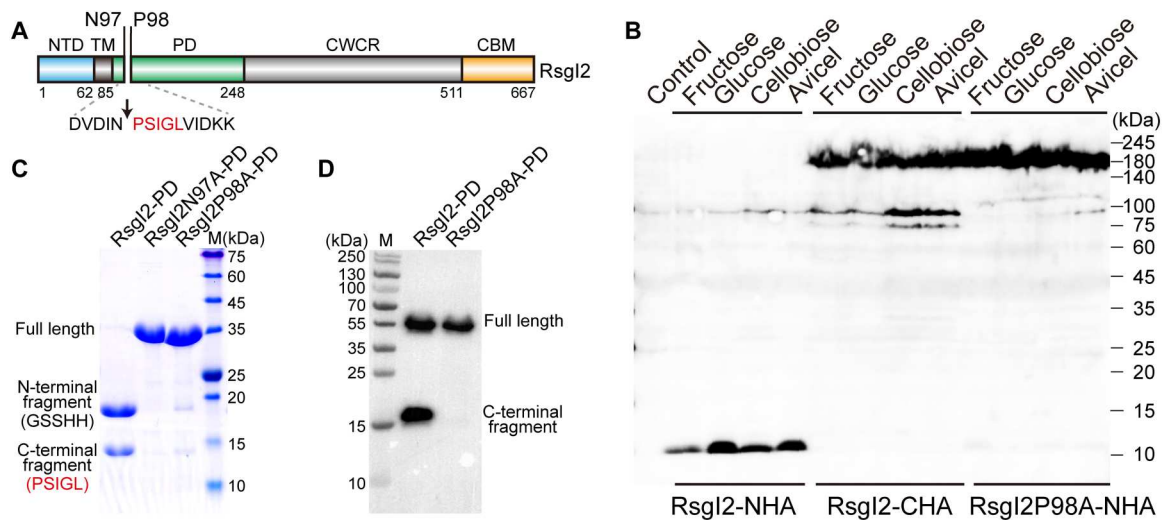 A
N97 P98
NTD TM PD CWCR CBM
RsgI2
1 62 85 248 511 667
DVDIN PSIGLVIDKK
B
Control Fructose Glucose Cellobiose Avicel Fructose Glucose Cellobiose Avicel Fructose Glucose Cellobiose Avicel
(kDa)
245
180
140
100
75
60
45
35
25
20
15
10
RsgI2-NHA RsgI2-CHA RsgI2P98A-NHA
C
RsgI2-PD RsgI2N97A-PD RsgI2P98A-PD M(kDa)
75
60
45
Full length 35
25
N-terminal 20
fragment
(GSSHH)
C-terminal 15
fragment
(PSIGL) 10
D
(kDa) M RsgI2-PD RsgI2P98A-PD
250
130
100
70
55 Full length
35
25
C-terminal
15 fragment
10